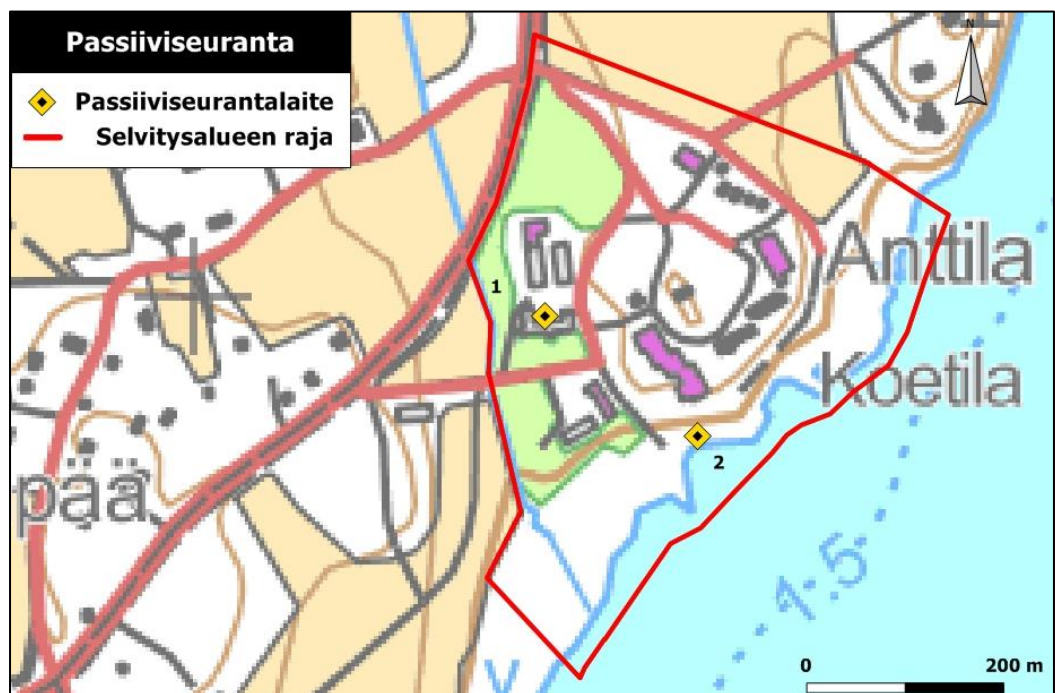 Passiiviseuranta
Passiiviseurantalaite
Selvitysalueen raja
N
Anttila
1
Koetila
2
pää
1.5
0 200 m